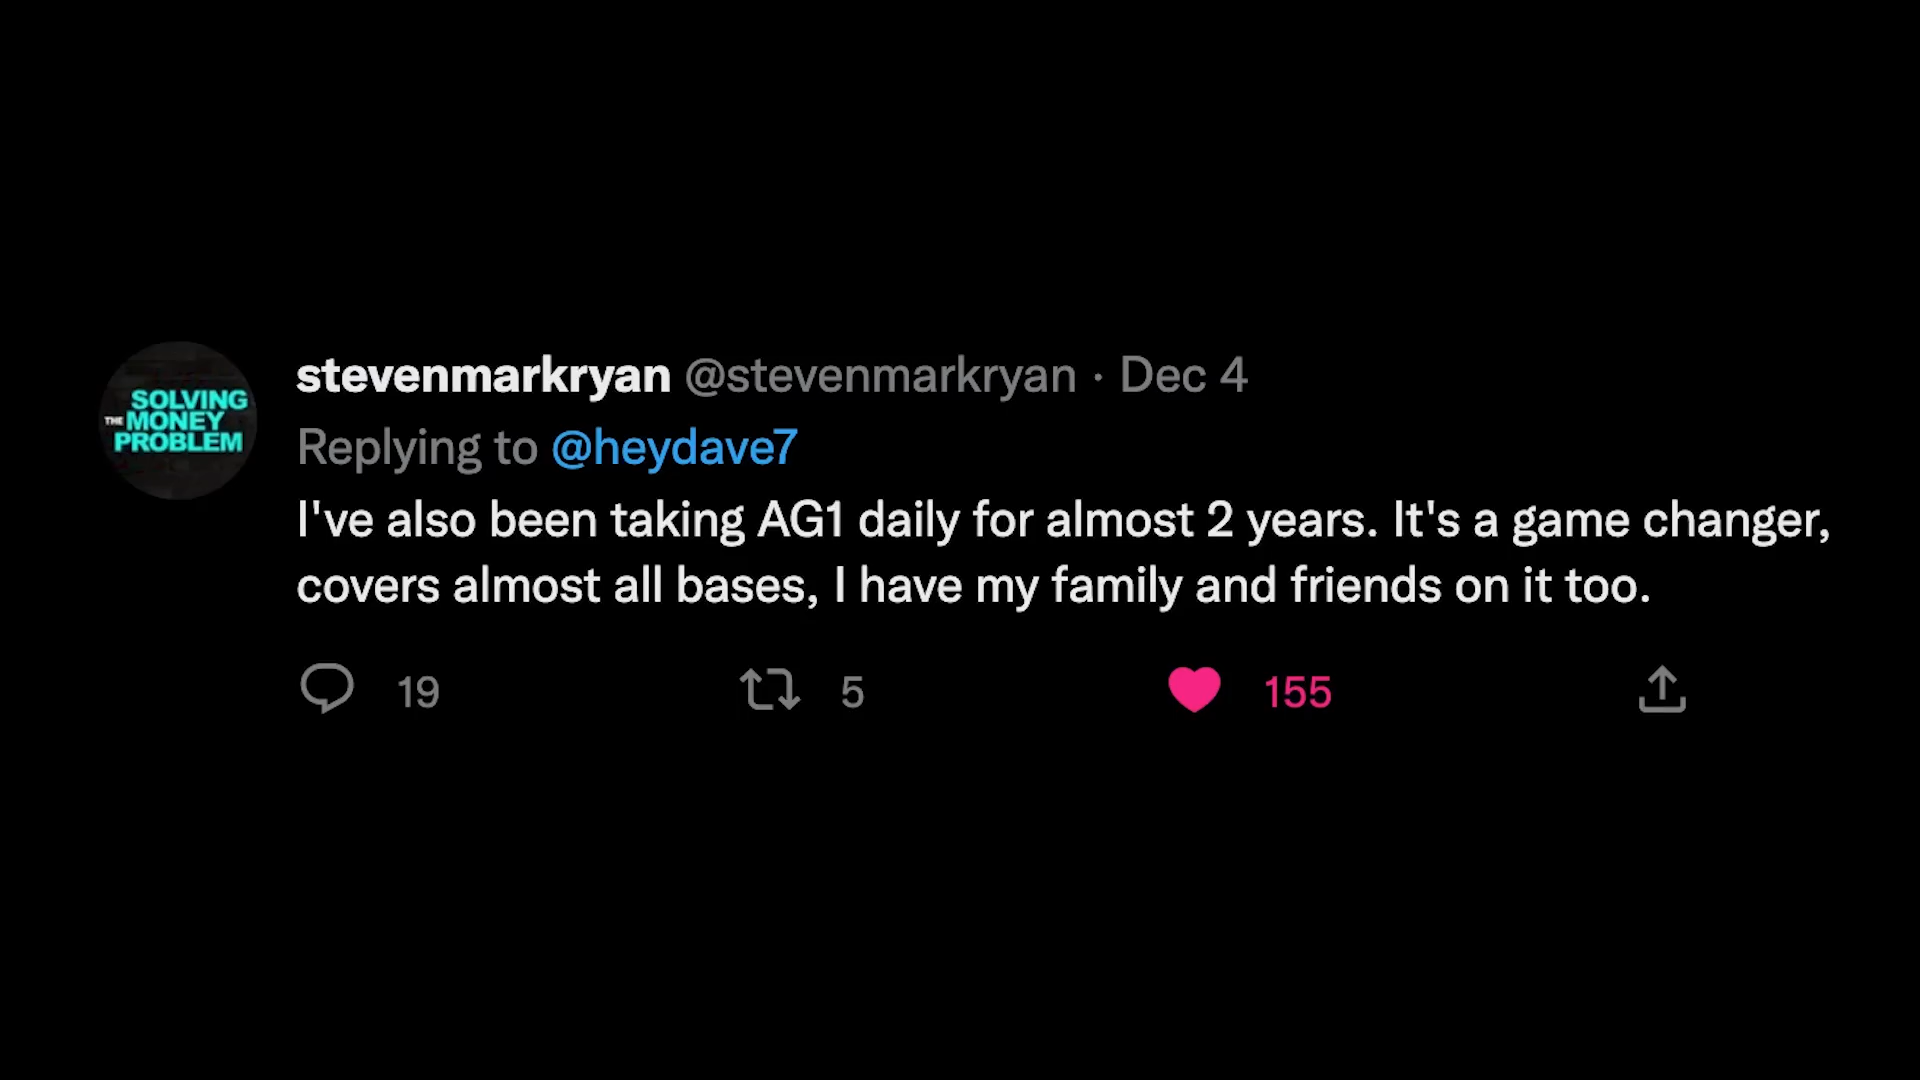 SOLVING
THE MONEY
PROBLEM
stevenmarkryan @stevenmarkryan · Dec 4
Replying to @heydave7
I've also been taking AG1 daily for almost 2 years. It's a game changer,
covers almost all bases, I have my family and friends on it too.
19 5 155